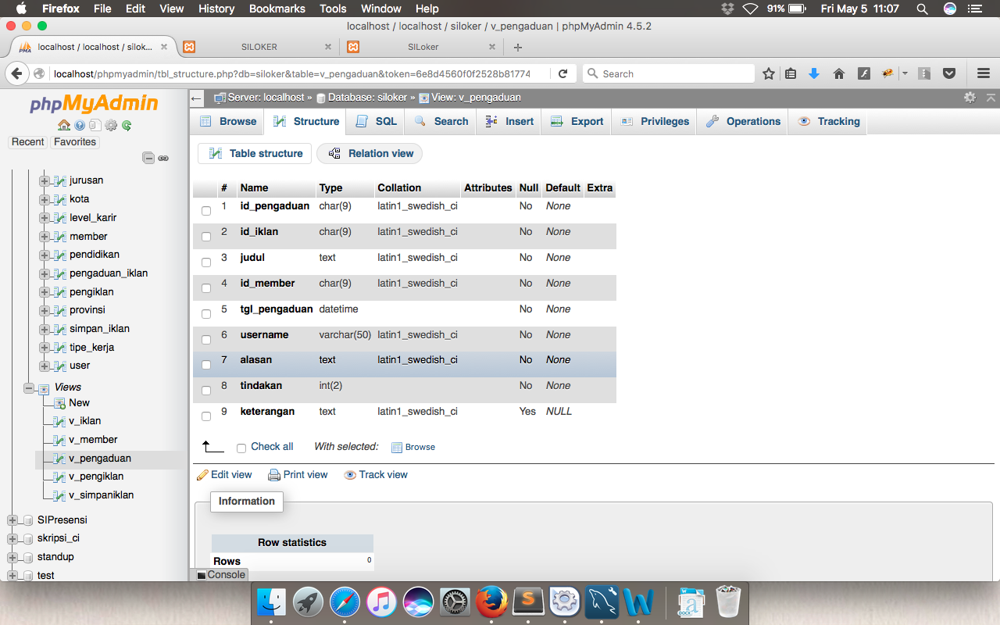 Firefox File Edit View History Bookmarks Tools Window Help 91% Fri May 5 11:07
localhost / localhost / siloker / v_pengaduan | phpMyAdmin 4.5.2
PMA localhost / localhost / silok... SILOKER SILoker
localhost/phpmyadmin/tbl_structure.php?db=siloker&table=v_pengaduan&token=6e8d4560f0f2528b81774 Search
phpMyAdmin
Recent Favorites
jurusan
kota
level_karir
member
pendidikan
pengaduan_iklan
pengiklan
provinsi
simpan_iklan
tipe_kerja
user
Views
New
v_iklan
v_member
v_pengaduan
v_pengiklan
v_simpaniklan
SIPresensi
skripsi_ci
standup
test
Server: localhost » Database: siloker » View: v_pengaduan
Browse Structure SQL Search Insert Export Privileges Operations Tracking
Table structure Relation view
# Name Type Collation Attributes Null Default Extra
1 id_pengaduan char(9) latin1_swedish_ci No None
2 id_iklan char(9) latin1_swedish_ci No None
3 judul text latin1_swedish_ci No None
4 id_member char(9) latin1_swedish_ci No None
5 tgl_pengaduan datetime No None
6 username varchar(50) latin1_swedish_ci No None
7 alasan text latin1_swedish_ci No None
8 tindakan int(2) No None
9 keterangan text latin1_swedish_ci Yes NULL
Check all With selected: Browse
Edit view Print view Track view
Information
Row statistics
Rows 0
Console